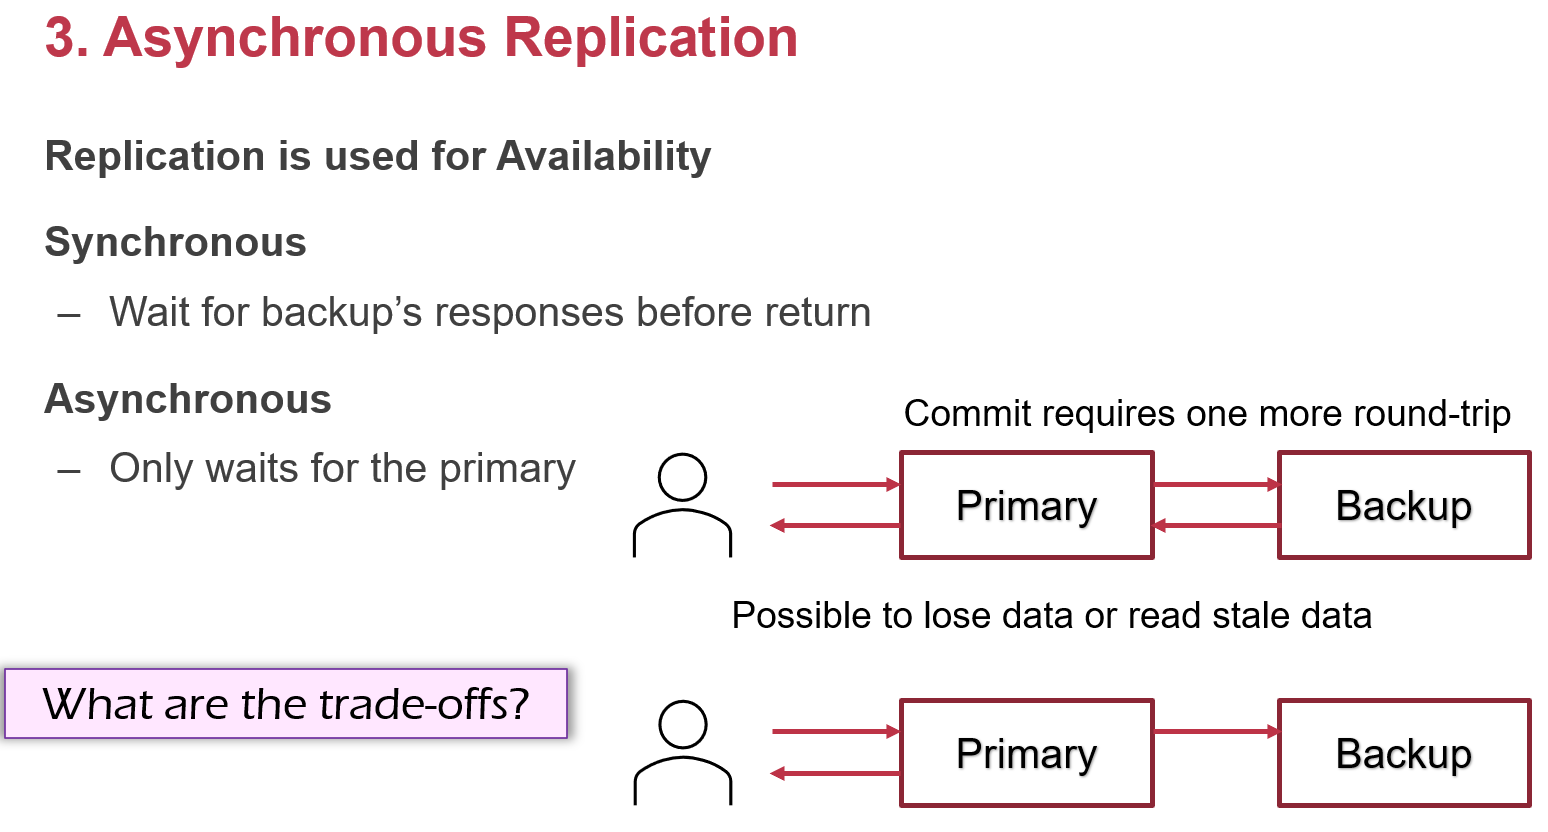 3. Asynchronous Replication
Replication is used for Availability
Synchronous
– Wait for backup’s responses before return
Asynchronous
– Only waits for the primary
Commit requires one more round-trip
Primary
Backup
Possible to lose data or read stale data
What are the trade-offs?
Primary
Backup